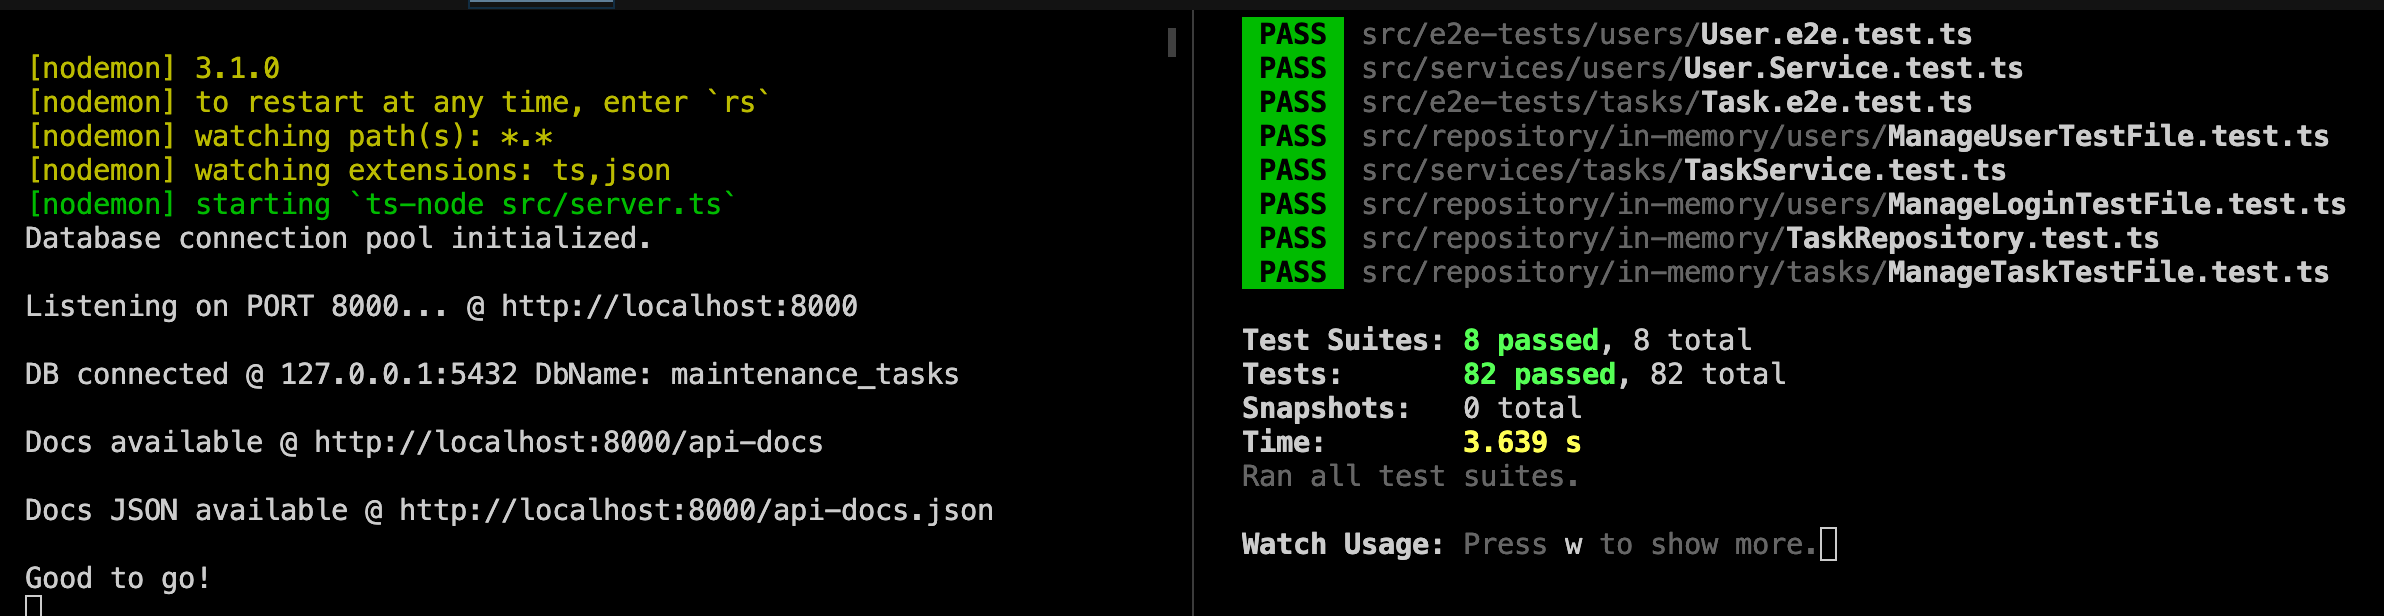 [nodemon] 3.1.0
[nodemon] to restart at any time, enter `rs`
[nodemon] watching path(s): *.*
[nodemon] watching extensions: ts,json
[nodemon] starting `ts-node src/server.ts`
Database connection pool initialized.
Listening on PORT 8000... @ http://localhost:8000
DB connected @ 127.0.0.1:5432 DbName: maintenance_tasks
Docs available @ http://localhost:8000/api-docs
Docs JSON available @ http://localhost:8000/api-docs.json
Good to go!
PASS src/e2e-tests/users/User.e2e.test.ts
PASS src/services/users/User.Service.test.ts
PASS src/e2e-tests/tasks/Task.e2e.test.ts
PASS src/repository/in-memory/users/ManageUserTestFile.test.ts
PASS src/services/tasks/TaskService.test.ts
PASS src/repository/in-memory/users/ManageLoginTestFile.test.ts
PASS src/repository/in-memory/TaskRepository.test.ts
PASS src/repository/in-memory/tasks/ManageTaskTestFile.test.ts
Test Suites: 8 passed, 8 total
Tests: 82 passed, 82 total
Snapshots: 0 total
Time: 3.639 s
Ran all test suites.
Watch Usage: Press w to show more.